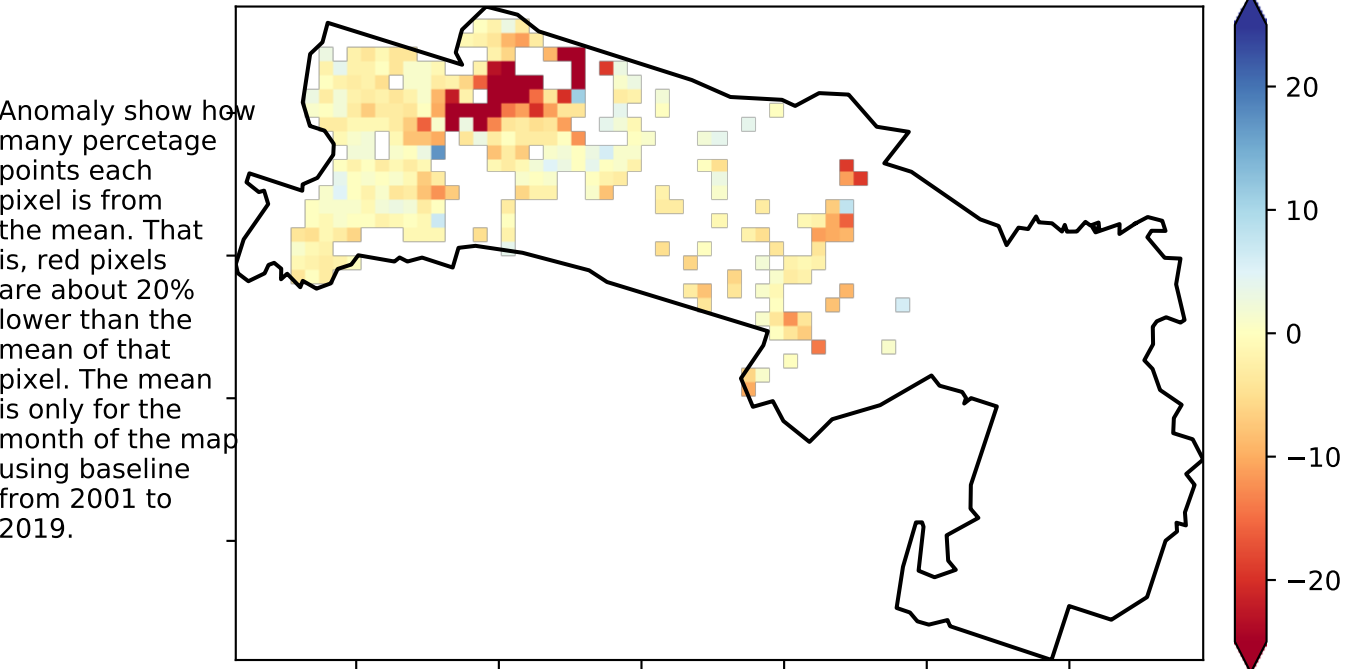 Anomaly show how
many percetage
points each
pixel is from
the mean. That
is, red pixels
are about 20%
lower than the
mean of that
pixel. The mean
is only for the
month of the map
using baseline
from 2001 to
2019.
20
10
0
−10
−20